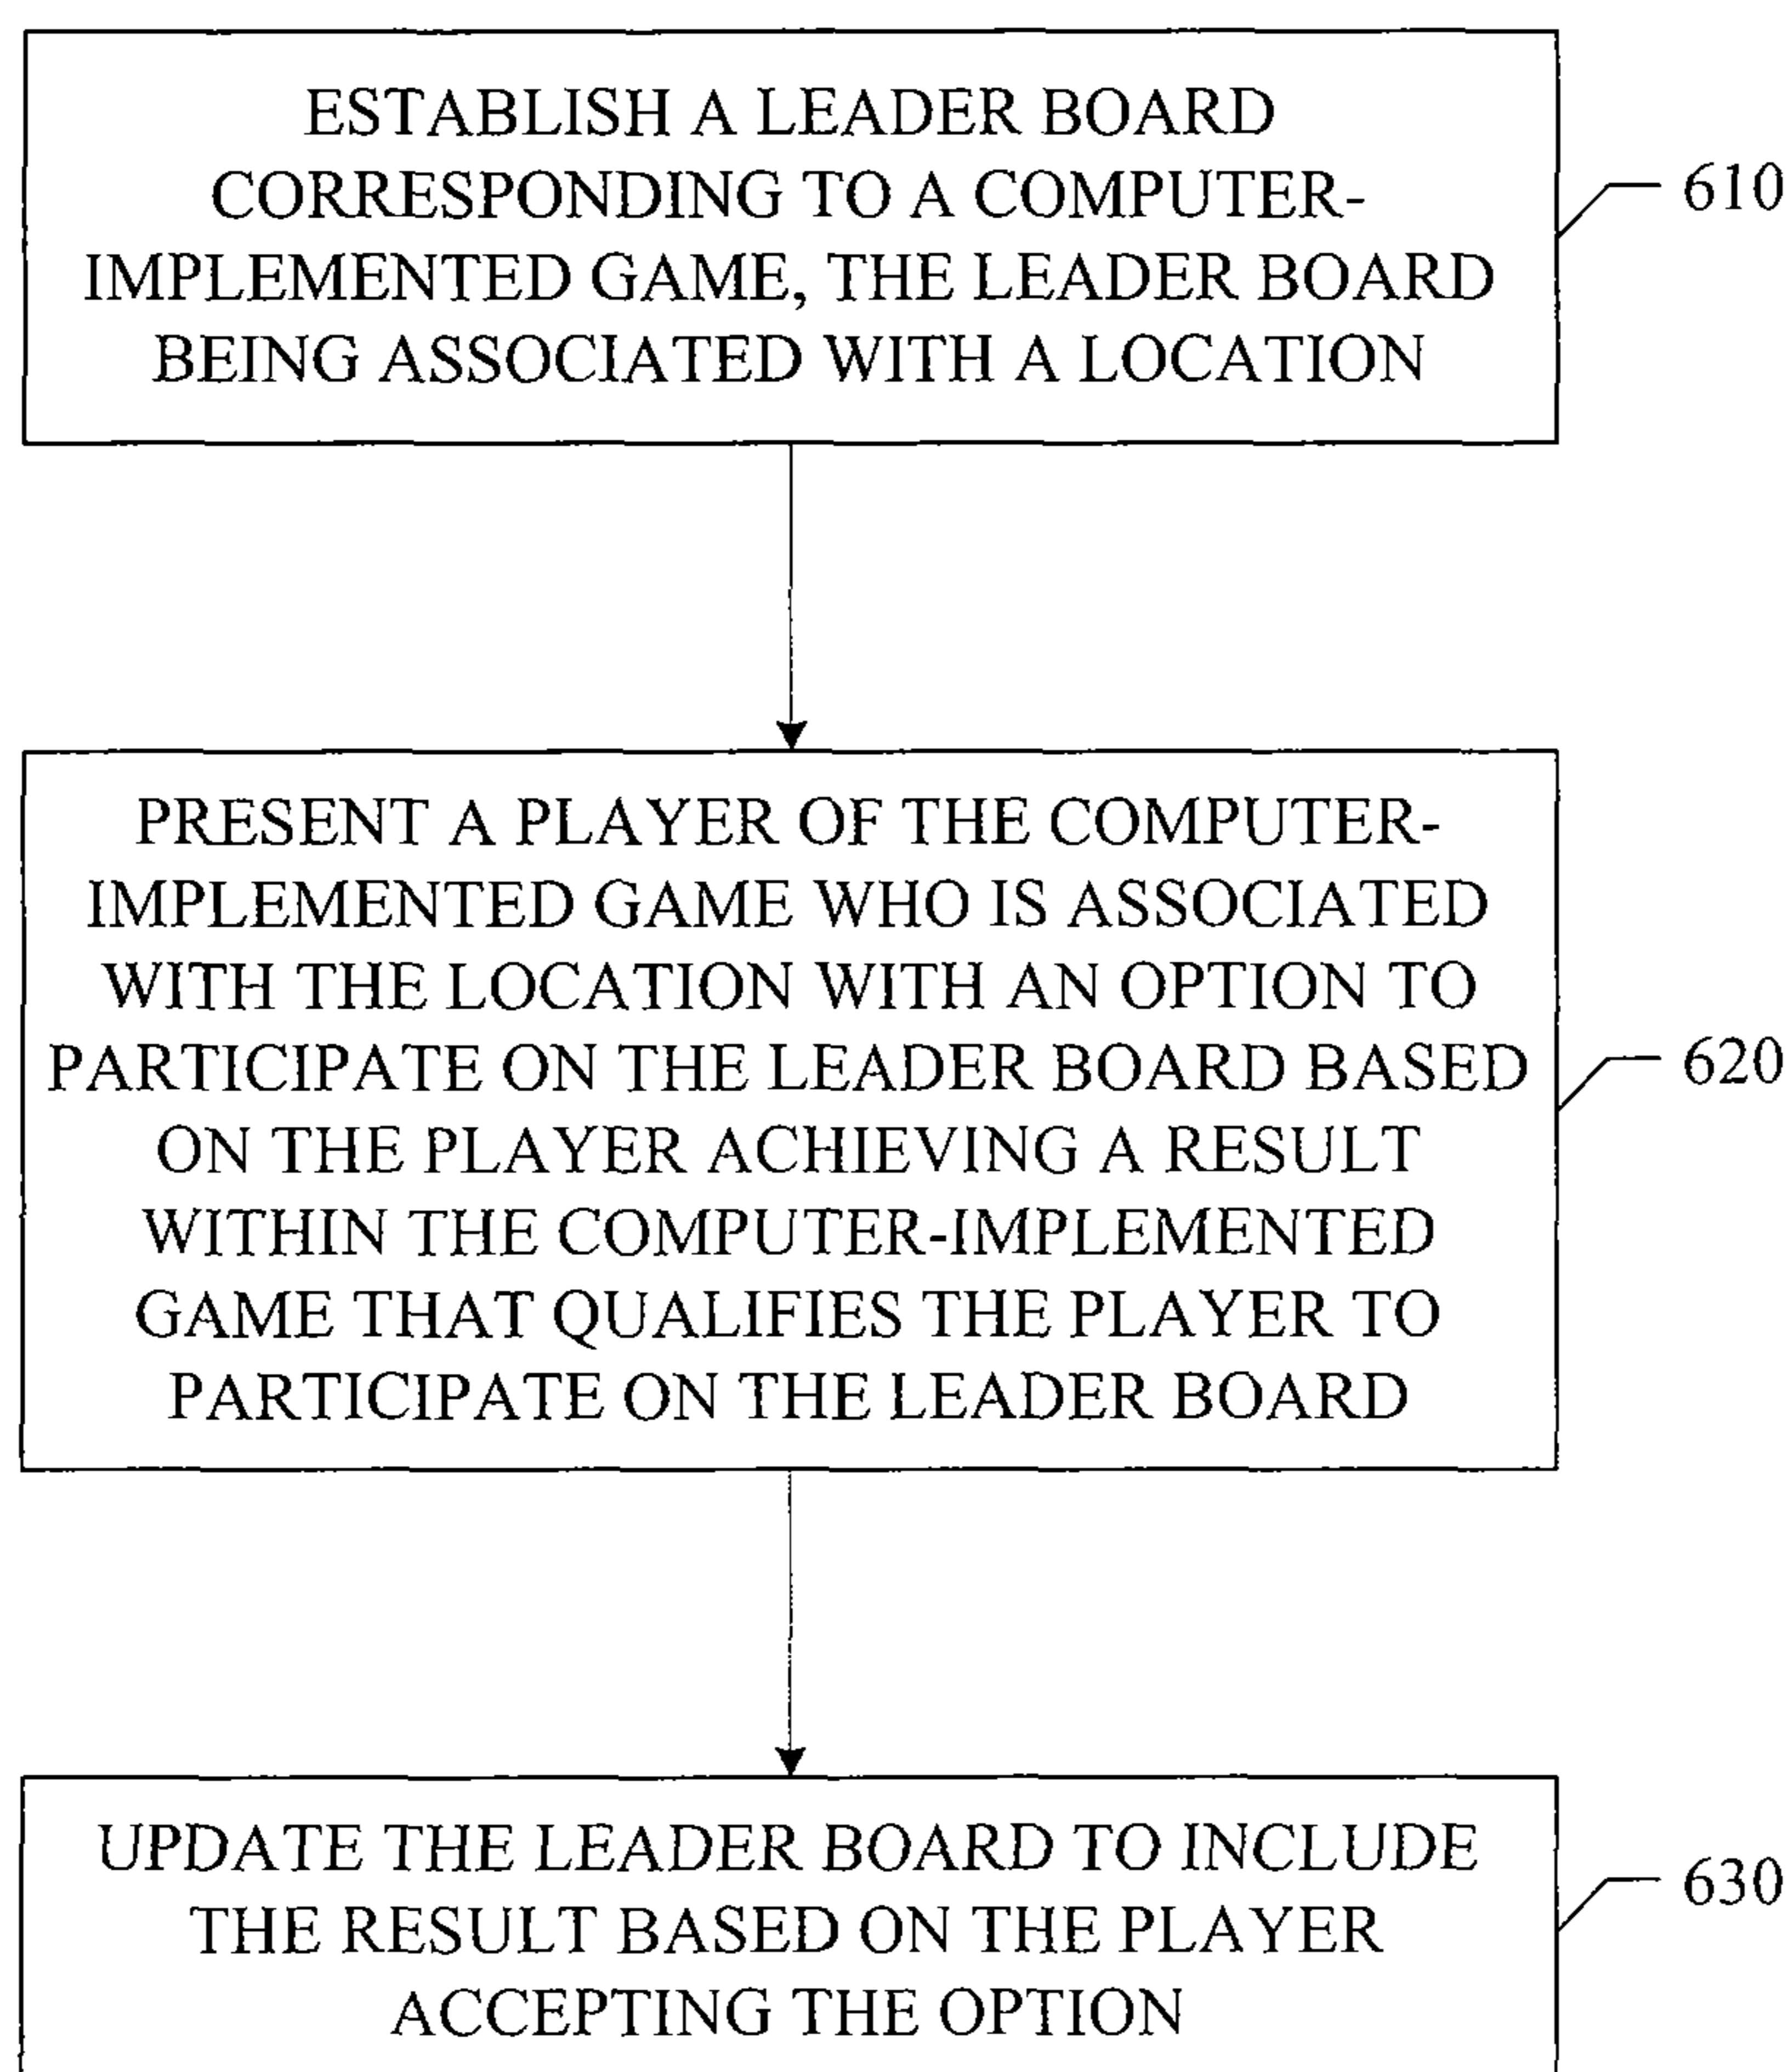 ESTABLISH A LEADER BOARD
CORRESPONDING TO A COMPUTER-
IMPLEMENTED GAME, THE LEADER BOARD
BEING ASSOCIATED WITH A LOCATION
610
PRESENT A PLAYER OF THE COMPUTER-
IMPLEMENTED GAME WHO IS ASSOCIATED
WITH THE LOCATION WITH AN OPTION TO
PARTICIPATE ON THE LEADER BOARD BASED
ON THE PLAYER ACHIEVING A RESULT
WITHIN THE COMPUTER-IMPLEMENTED
GAME THAT QUALIFIES THE PLAYER TO
PARTICIPATE ON THE LEADER BOARD
620
UPDATE THE LEADER BOARD TO INCLUDE
THE RESULT BASED ON THE PLAYER
ACCEPTING THE OPTION
630